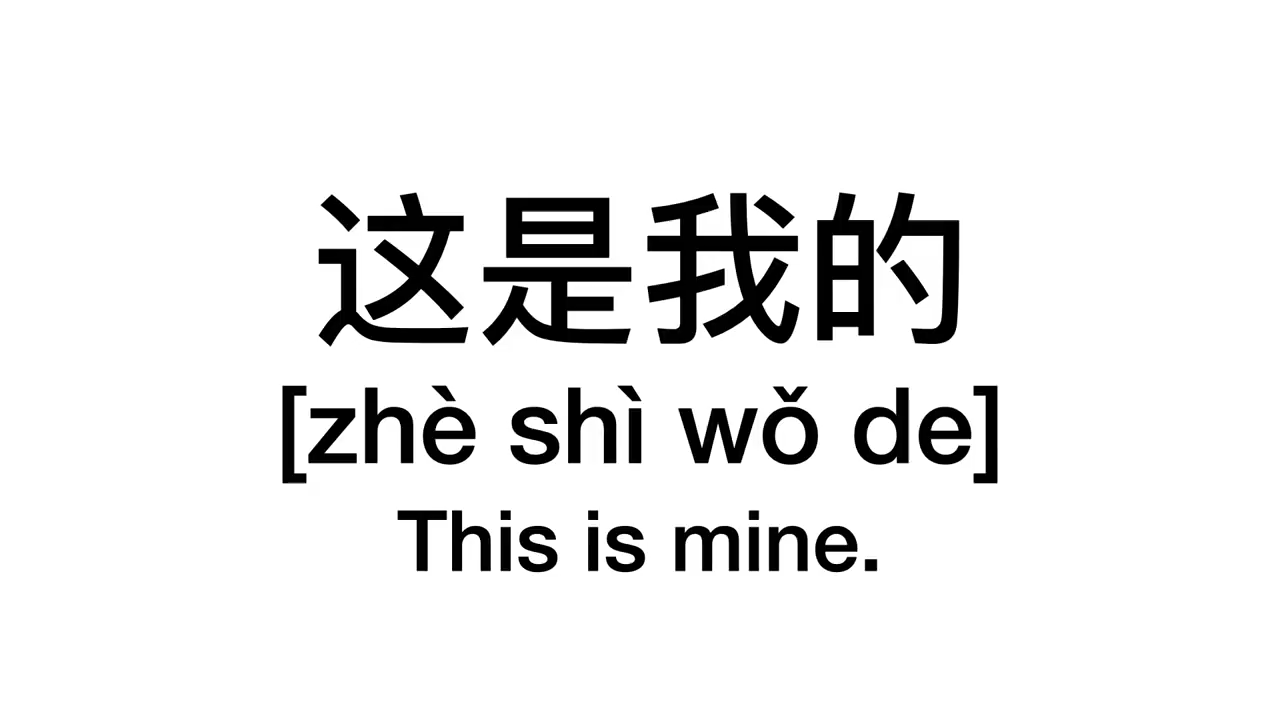 这是我的
[zhè shì wǒ de]
This is mine.